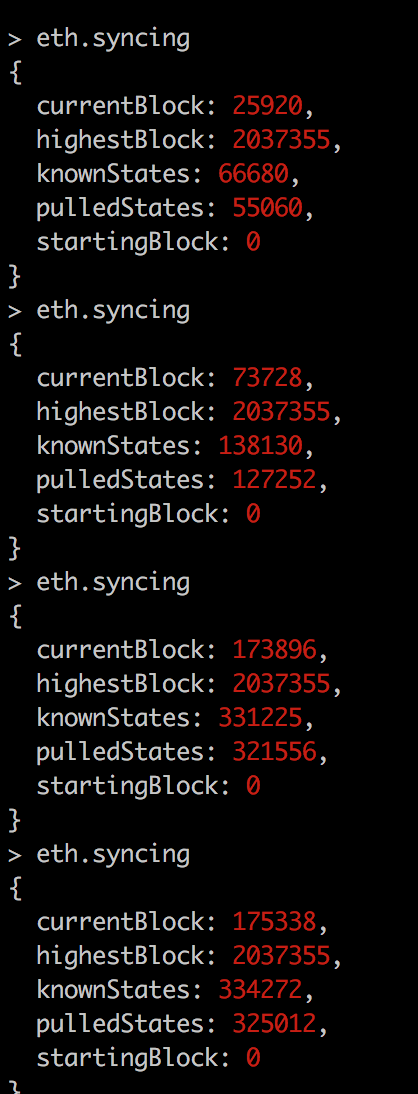 > eth.syncing
{
  currentBlock: 25920,
  highestBlock: 2037355,
  knownStates: 66680,
  pulledStates: 55060,
  startingBlock: 0
}
> eth.syncing
{
  currentBlock: 73728,
  highestBlock: 2037355,
  knownStates: 138130,
  pulledStates: 127252,
  startingBlock: 0
}
> eth.syncing
{
  currentBlock: 173896,
  highestBlock: 2037355,
  knownStates: 331225,
  pulledStates: 321556,
  startingBlock: 0
}
> eth.syncing
{
  currentBlock: 175338,
  highestBlock: 2037355,
  knownStates: 334272,
  pulledStates: 325012,
  startingBlock: 0
}